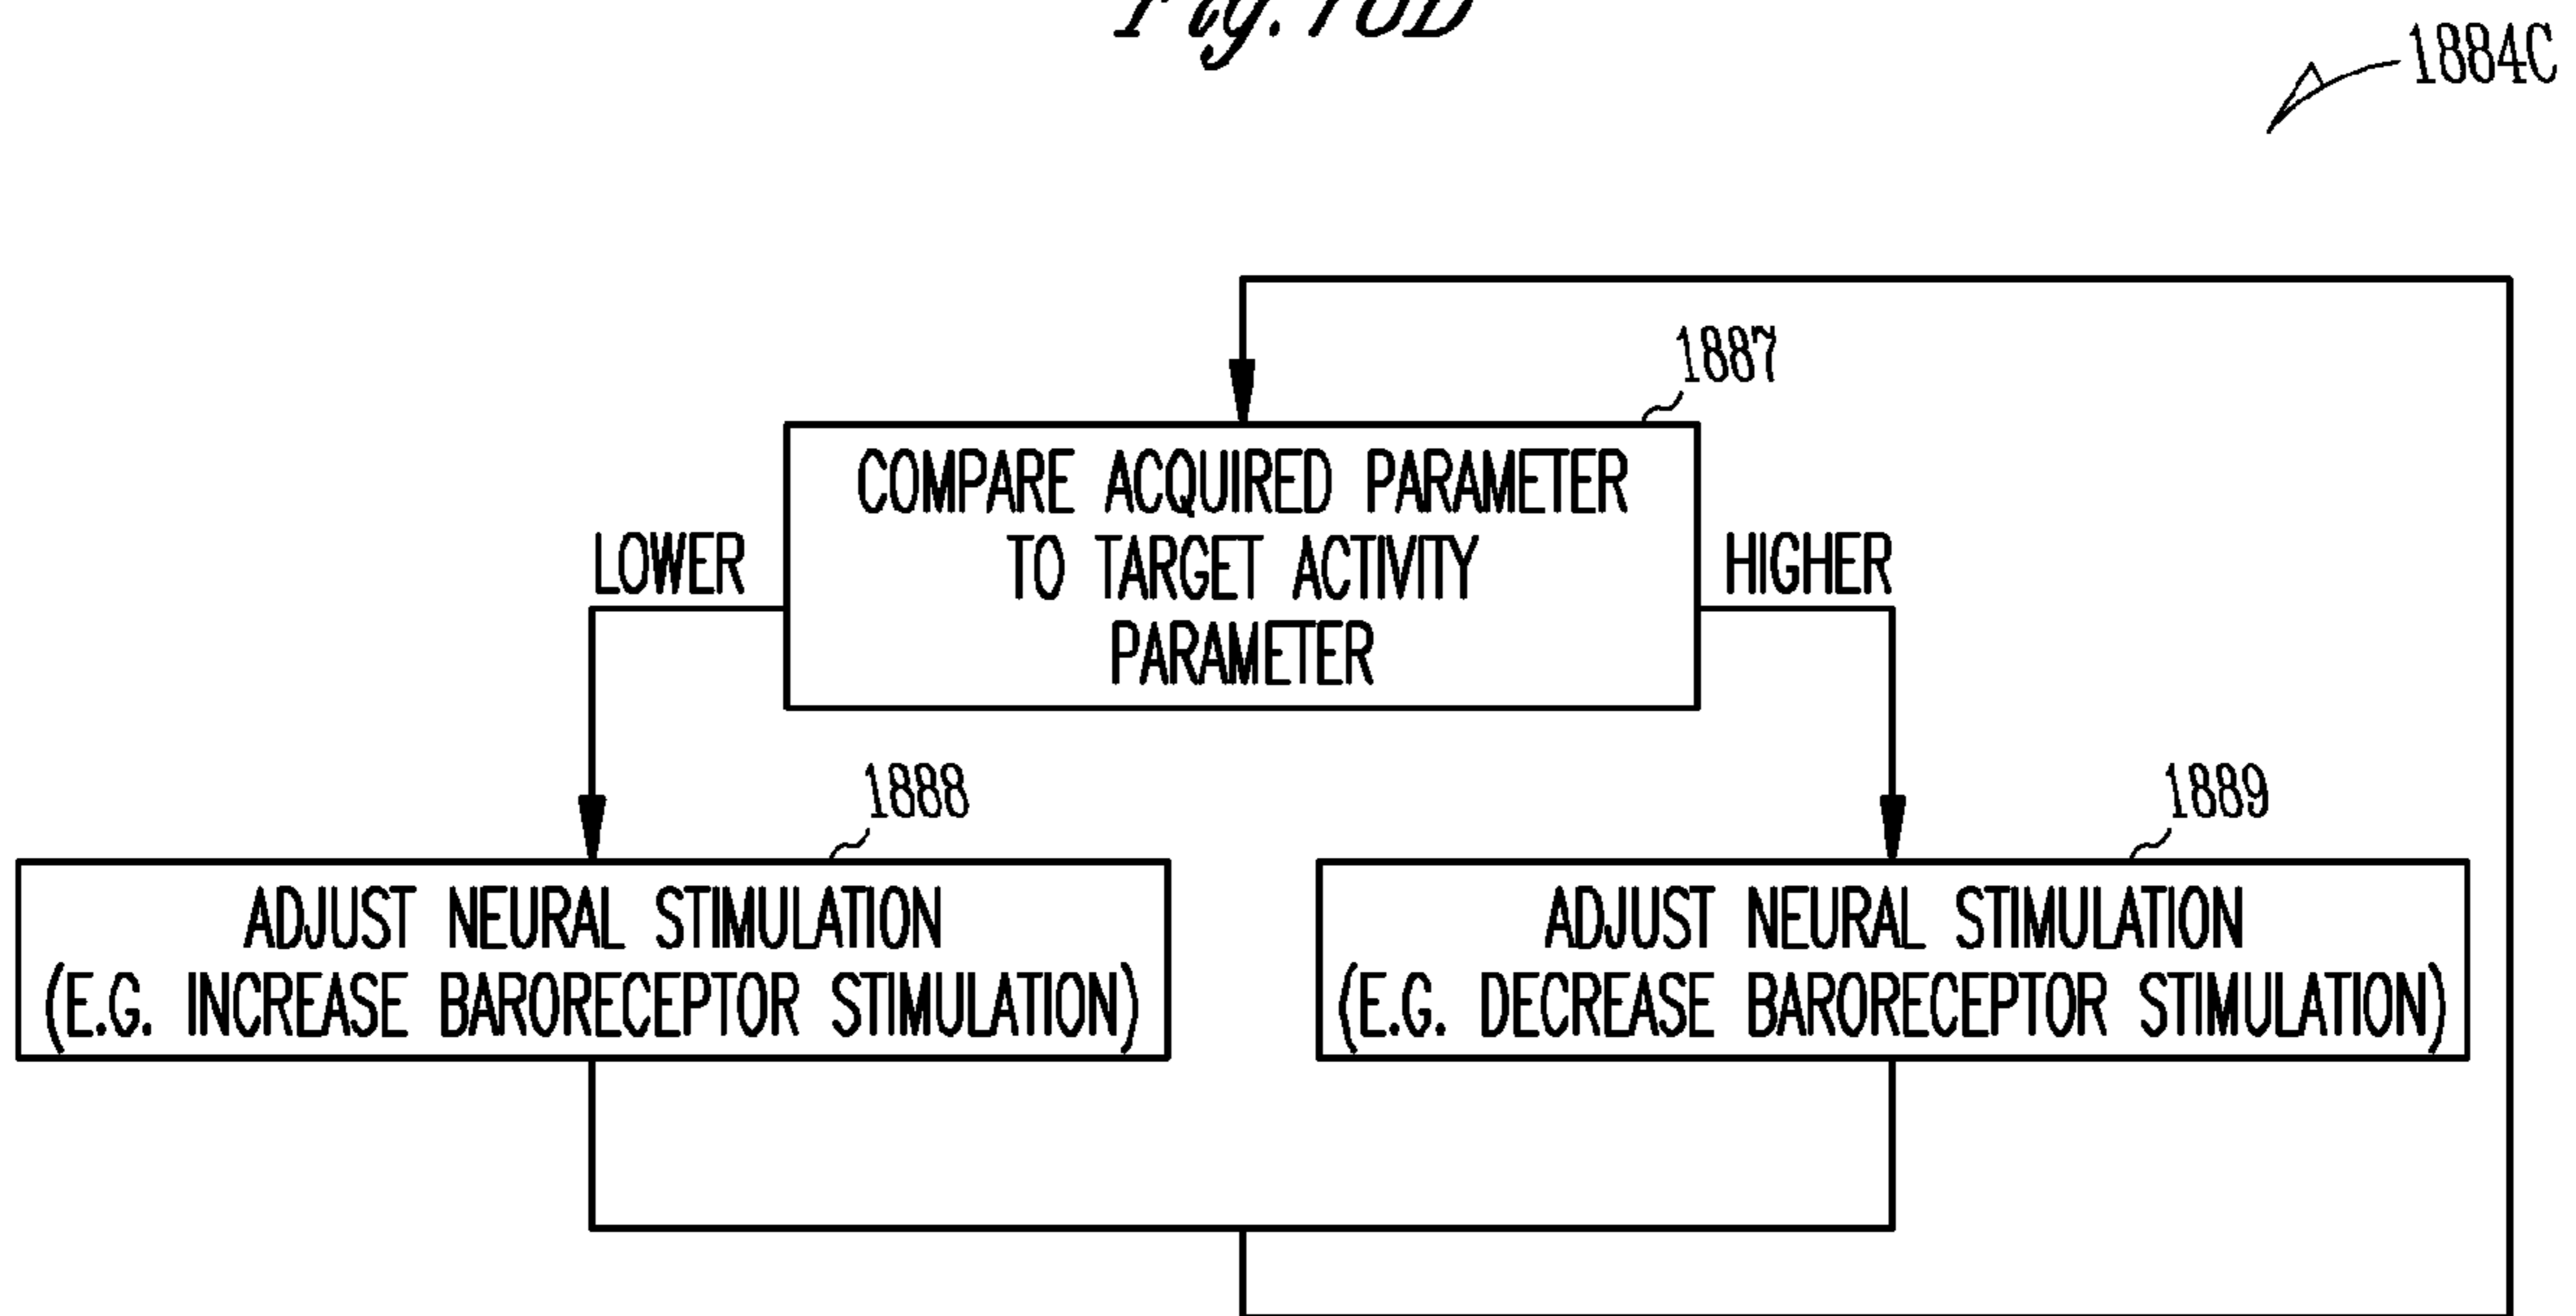 1884C
1887
COMPARE ACQUIRED PARAMETER
TO TARGET ACTIVITY
PARAMETER
LOWER
HIGHER
1888
1889
ADJUST NEURAL STIMULATION
(E.G. INCREASE BARORECEPTOR STIMULATION)
ADJUST NEURAL STIMULATION
(E.G. DECREASE BARORECEPTOR STIMULATION)